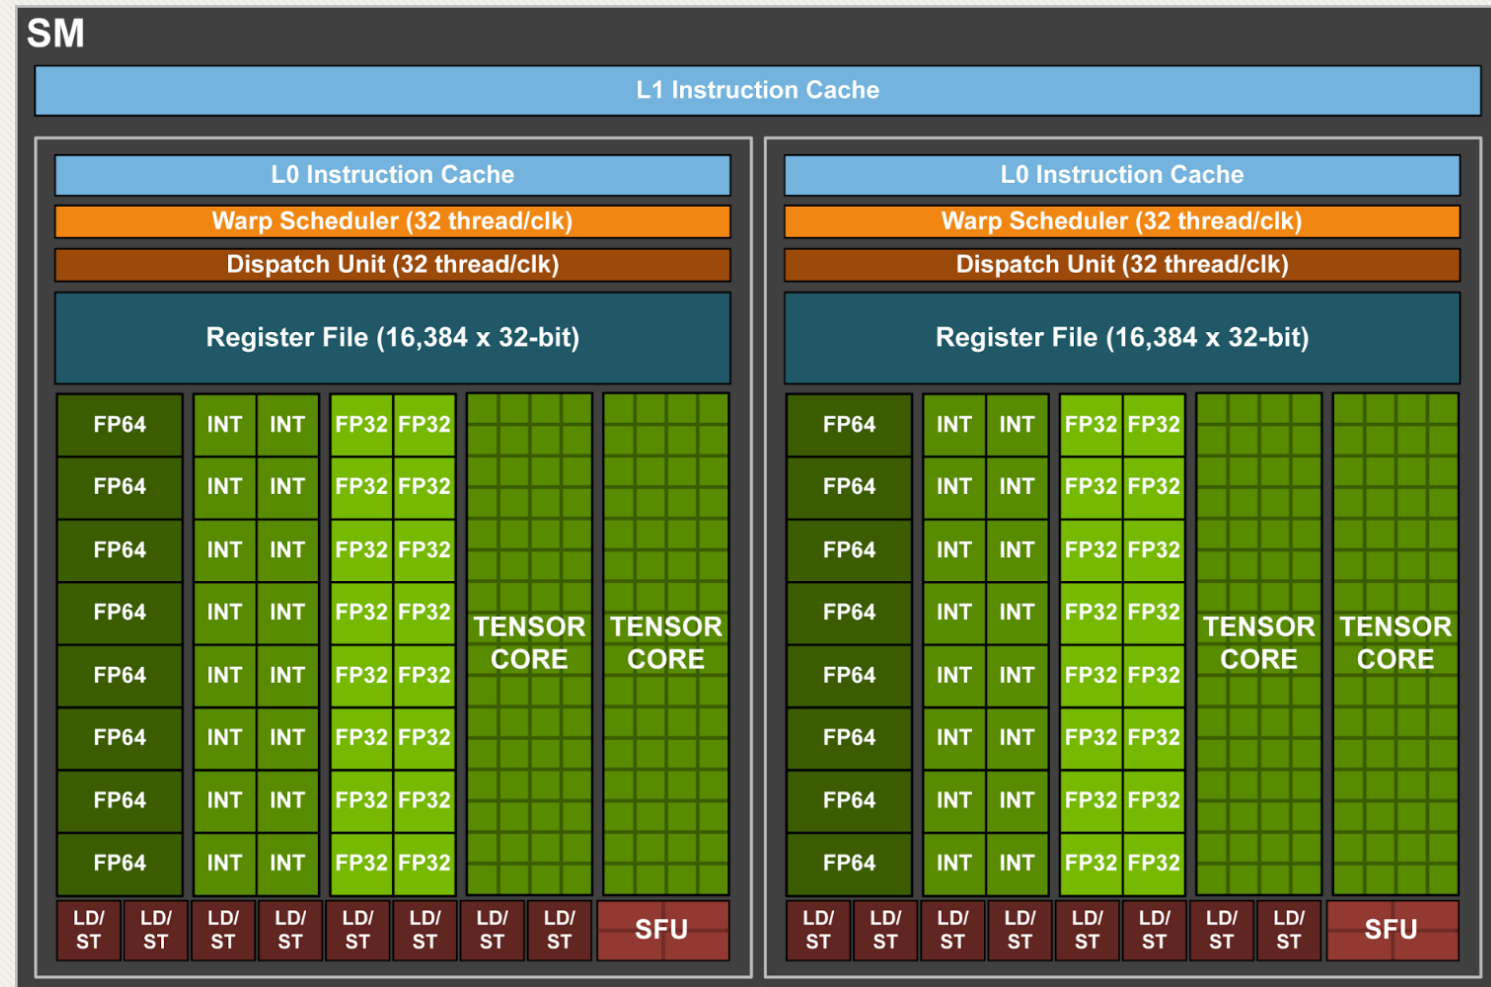 SM
L1 Instruction Cache
L0 Instruction Cache
Warp Scheduler (32 thread/clk)
Dispatch Unit (32 thread/clk)
Register File (16,384 x 32-bit)
FP64 INT INT FP32 FP32
FP64 INT INT FP32 FP32
FP64 INT INT FP32 FP32
FP64 INT INT FP32 FP32
FP64 INT INT FP32 FP32
FP64 INT INT FP32 FP32
FP64 INT INT FP32 FP32
FP64 INT INT FP32 FP32
TENSOR TENSOR
CORE CORE
LD/ LD/ LD/ LD/ LD/ LD/ LD/ LD/
ST ST ST ST ST ST ST ST
SFU
L0 Instruction Cache
Warp Scheduler (32 thread/clk)
Dispatch Unit (32 thread/clk)
Register File (16,384 x 32-bit)
FP64 INT INT FP32 FP32
FP64 INT INT FP32 FP32
FP64 INT INT FP32 FP32
FP64 INT INT FP32 FP32
FP64 INT INT FP32 FP32
FP64 INT INT FP32 FP32
FP64 INT INT FP32 FP32
FP64 INT INT FP32 FP32
TENSOR TENSOR
CORE CORE
LD/ LD/ LD/ LD/ LD/ LD/ LD/ LD/
ST ST ST ST ST ST ST ST
SFU